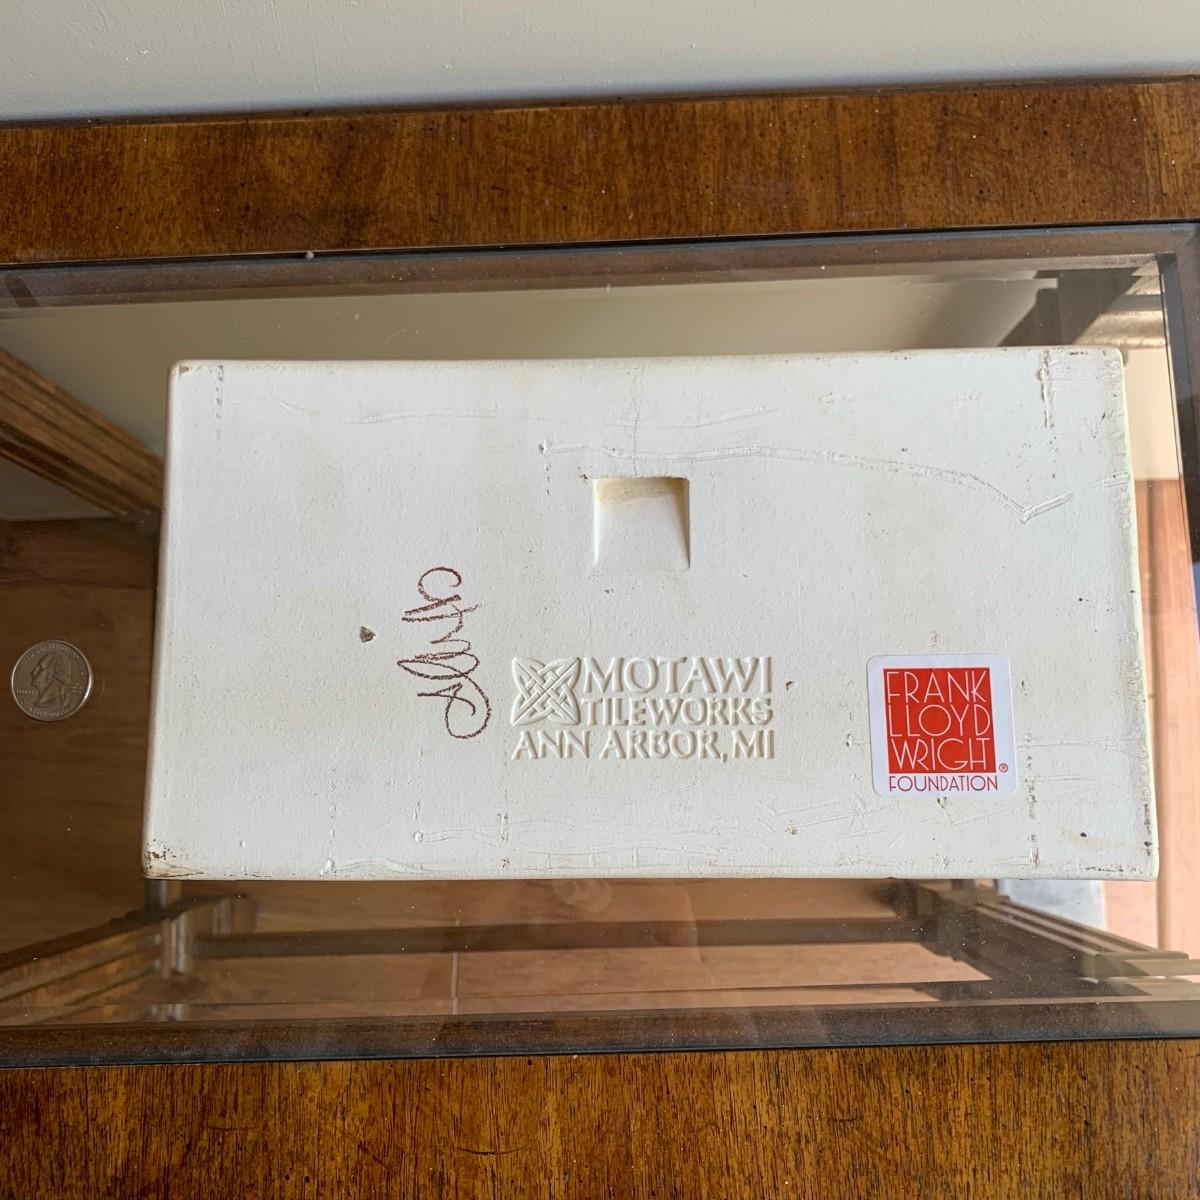 MOTAWI
TILEWORKS
ANN ARBOR, MI
FRANK
LLOYD
WRIGHT
®
FOUNDATION